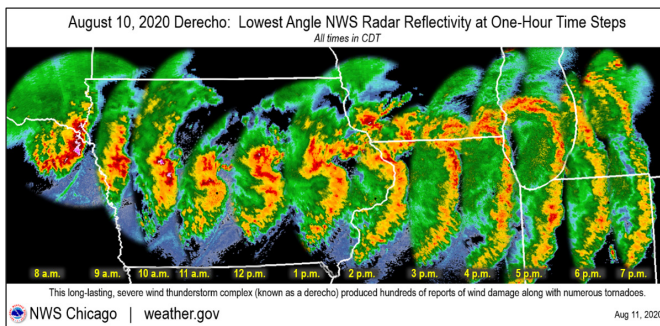 August 10, 2020 Derecho: Lowest Angle NWS Radar Reflectivity at One-Hour Time Steps
All times in CDT
8 a.m. 9 a.m. 10 a.m. 11 a.m. 12 p.m. 1 p.m. 2 p.m. 3 p.m. 4 p.m. 5 p.m. 6 p.m. 7 p.m.
This long-lasting, severe wind thunderstorm complex (known as a derecho) produced hundreds of reports of wind damage along with numerous tornadoes.
NWS Chicago | weather.gov
Aug 11, 2020